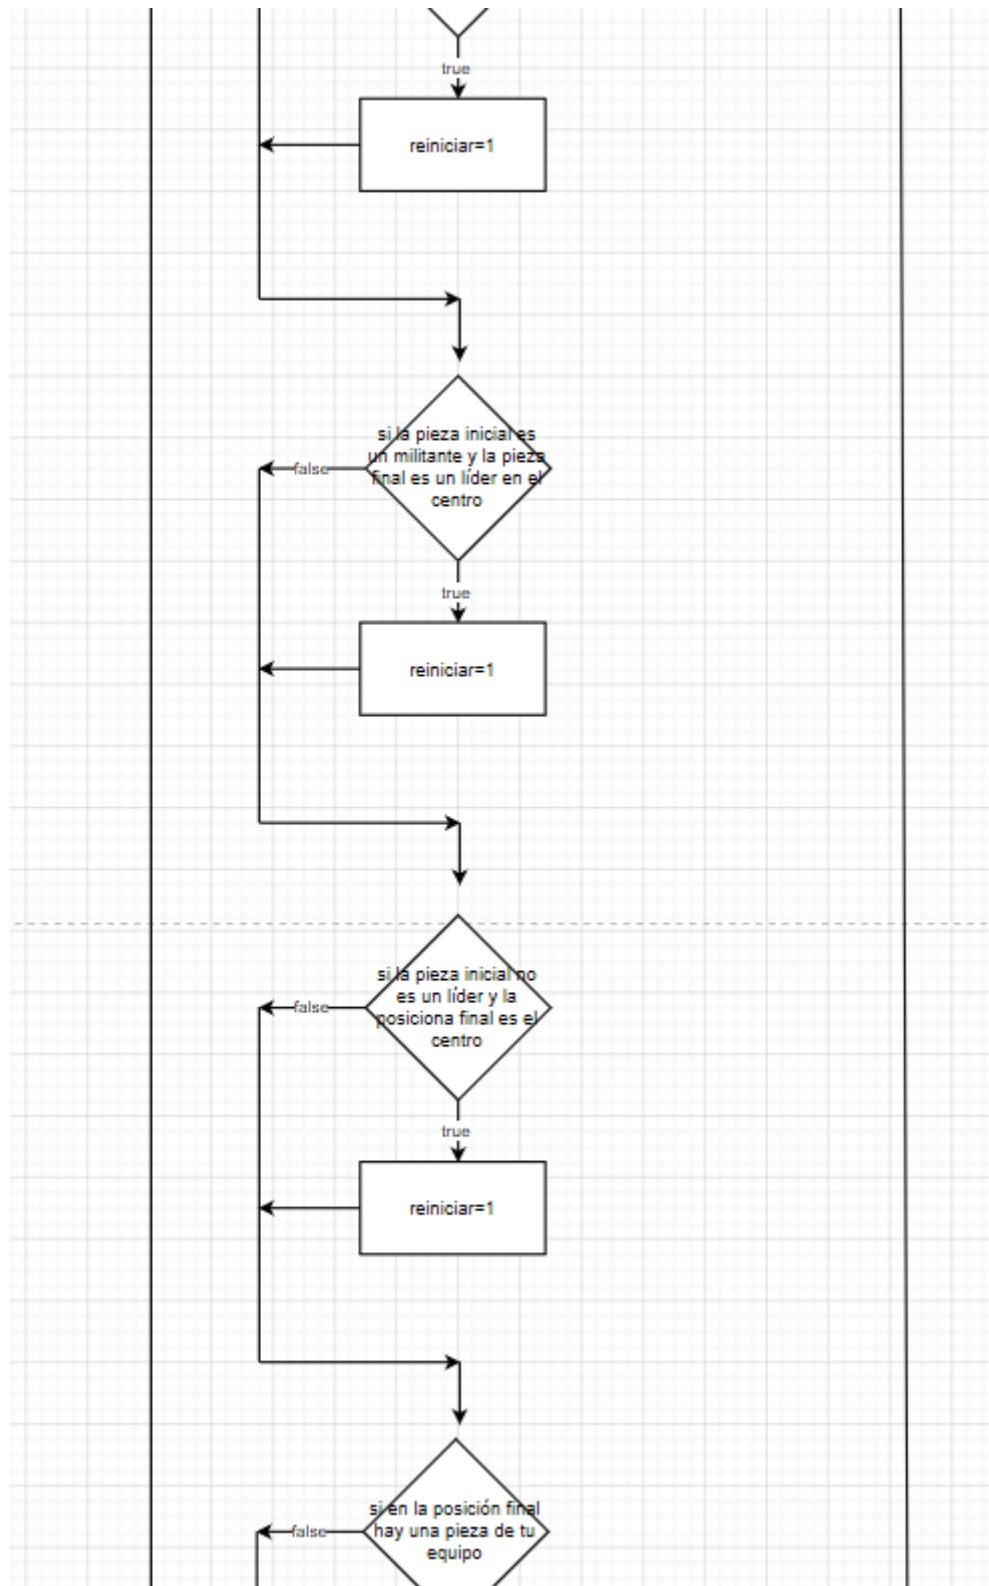 true
reiniciar=1
si la pieza inicial es
un militante y la pieza
final es un líder en el
centro
false
true
reiniciar=1
si la pieza inicial no
es un líder y la
posiciona final es el
centro
false
true
reiniciar=1
si en la posición final
hay una pieza de tu
equipo
false